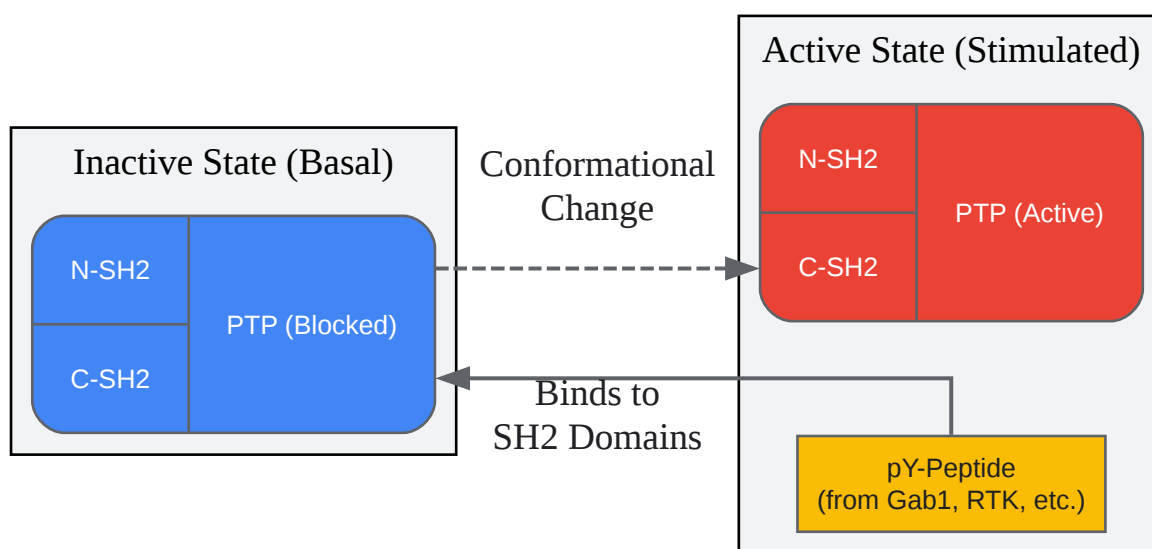 Inactive State (Basal)
N-SH2
C-SH2
PTP (Blocked)
Conformational
Change
Binds to
SH2 Domains
Active State (Stimulated)
N-SH2
C-SH2
PTP (Active)
pY-Peptide
(from Gab1, RTK, etc.)